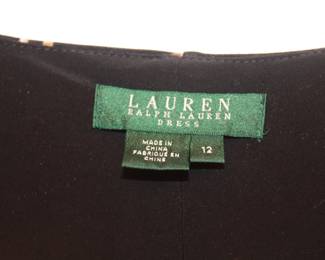 LAUREN
RALPH LAUREN
DRESS
MADE IN
CHINA
FABRIQUÉ EN
CHINE
12